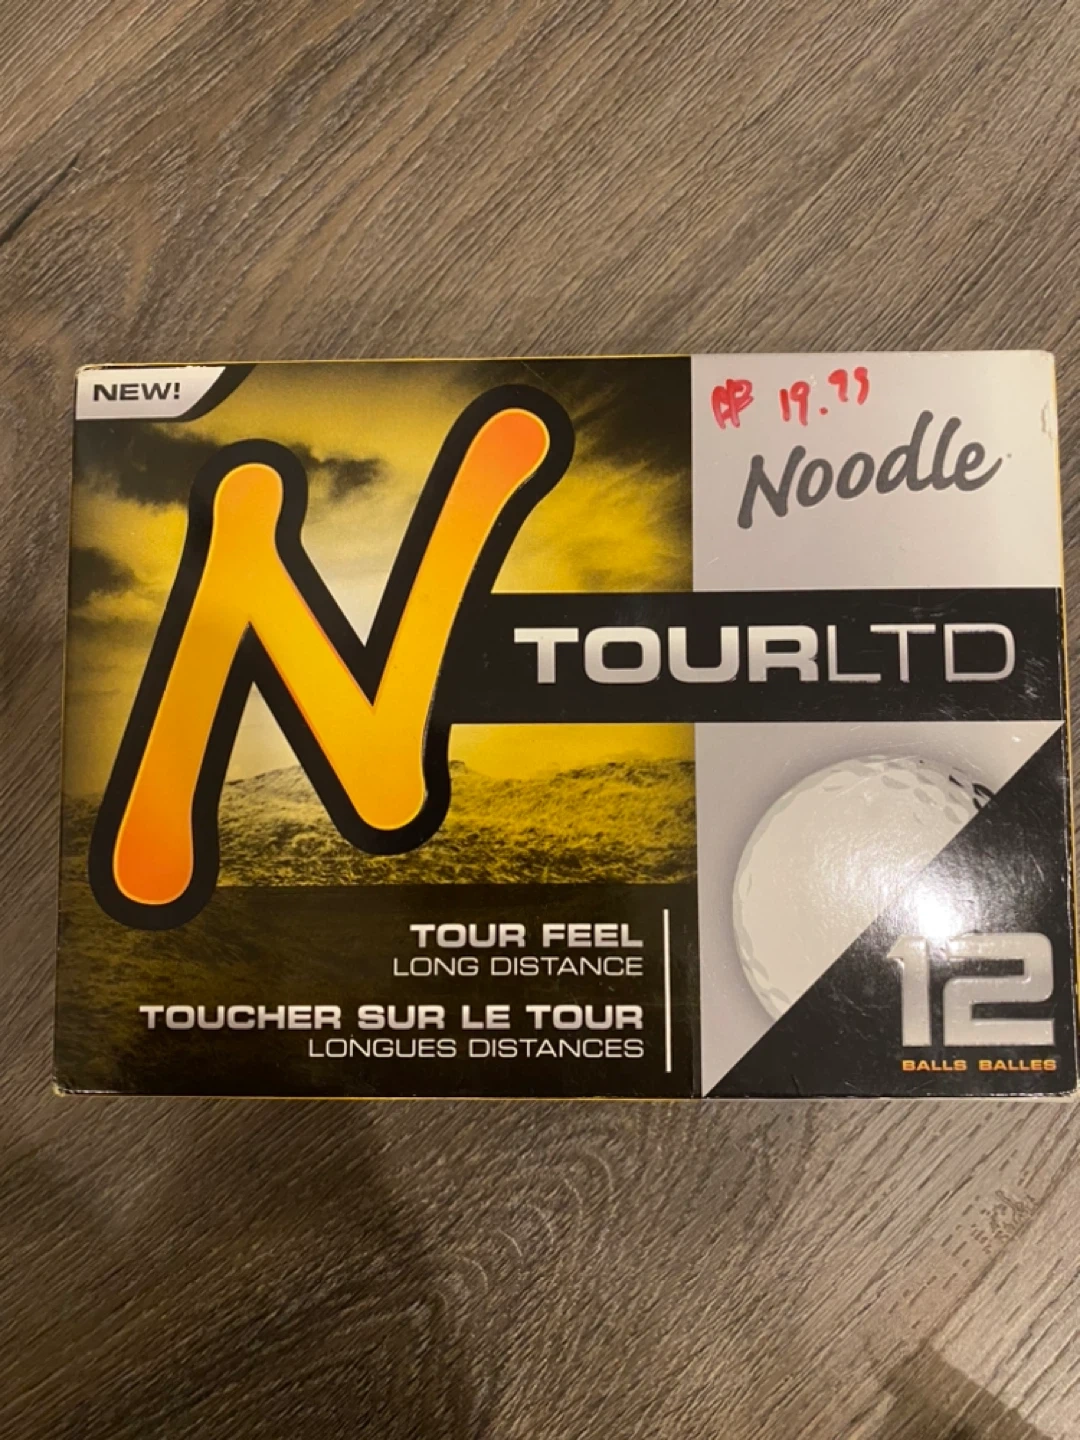 NEW!
19.99
Noodle
N
TOURLTD
TOUR FEEL
LONG DISTANCE
TOUCHER SUR LE TOUR
LONGUES DISTANCES
12
BALLS BALLES